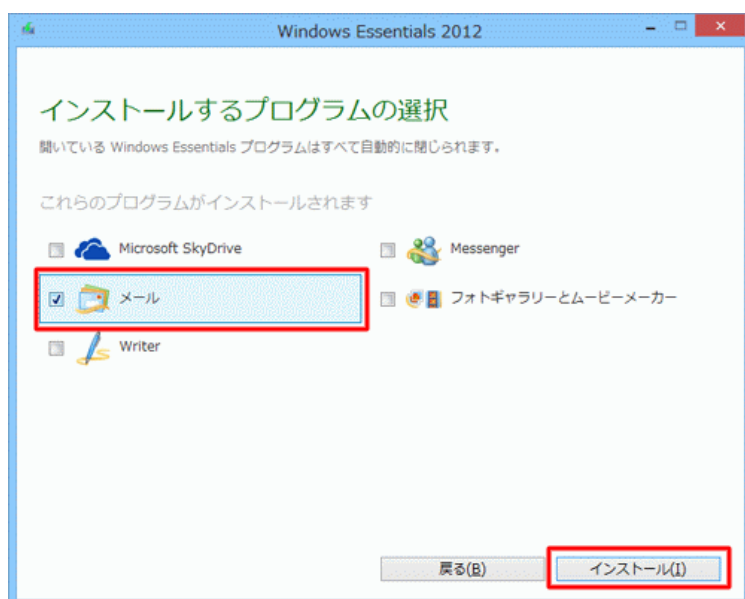 Windows Essentials 2012
インストールするプログラムの選択
開いている Windows Essentials プログラムはすべて自動的に閉じられます。
これらのプログラムがインストールされます
Microsoft SkyDrive
Messenger
メール
フォトギャラリーとムービーメーカー
Writer
戻る(B)
インストール(I)